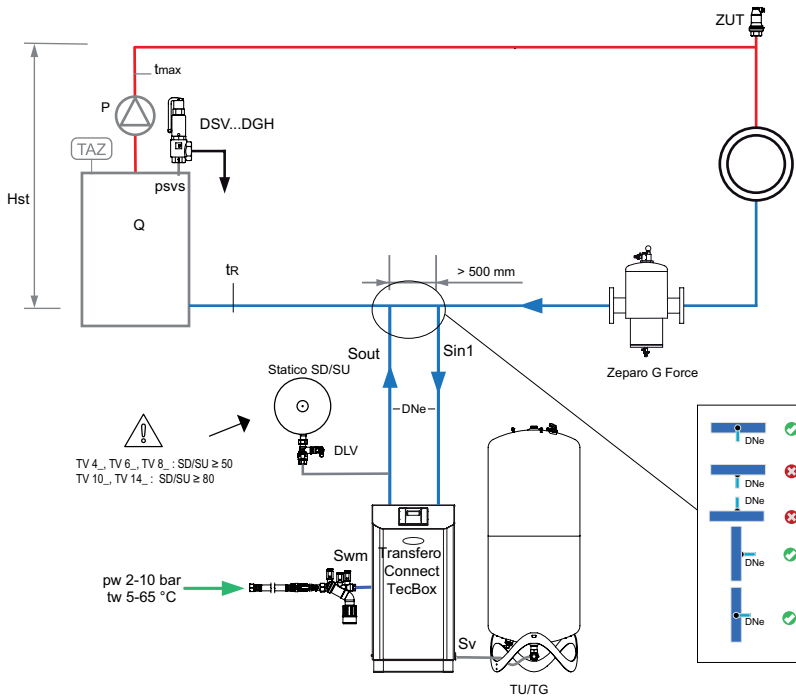 ZUT
tmax
P
DSV...DGH
TAZ
psvs
Hst
Q
tR
> 500 mm
Sout
Sin1
Zeparo G Force
Statico SD/SU
DNe
DLV
TV 4_, TV 6_, TV 8_ : SD/SU ≥ 50
TV 10_, TV 14_ : SD/SU ≥ 80
DNe
DNe
DNe
DNe
DNe
Swm
Transfero
Connect
TecBox
pw 2-10 bar
tw 5-65 °C
Sv
TU/TG